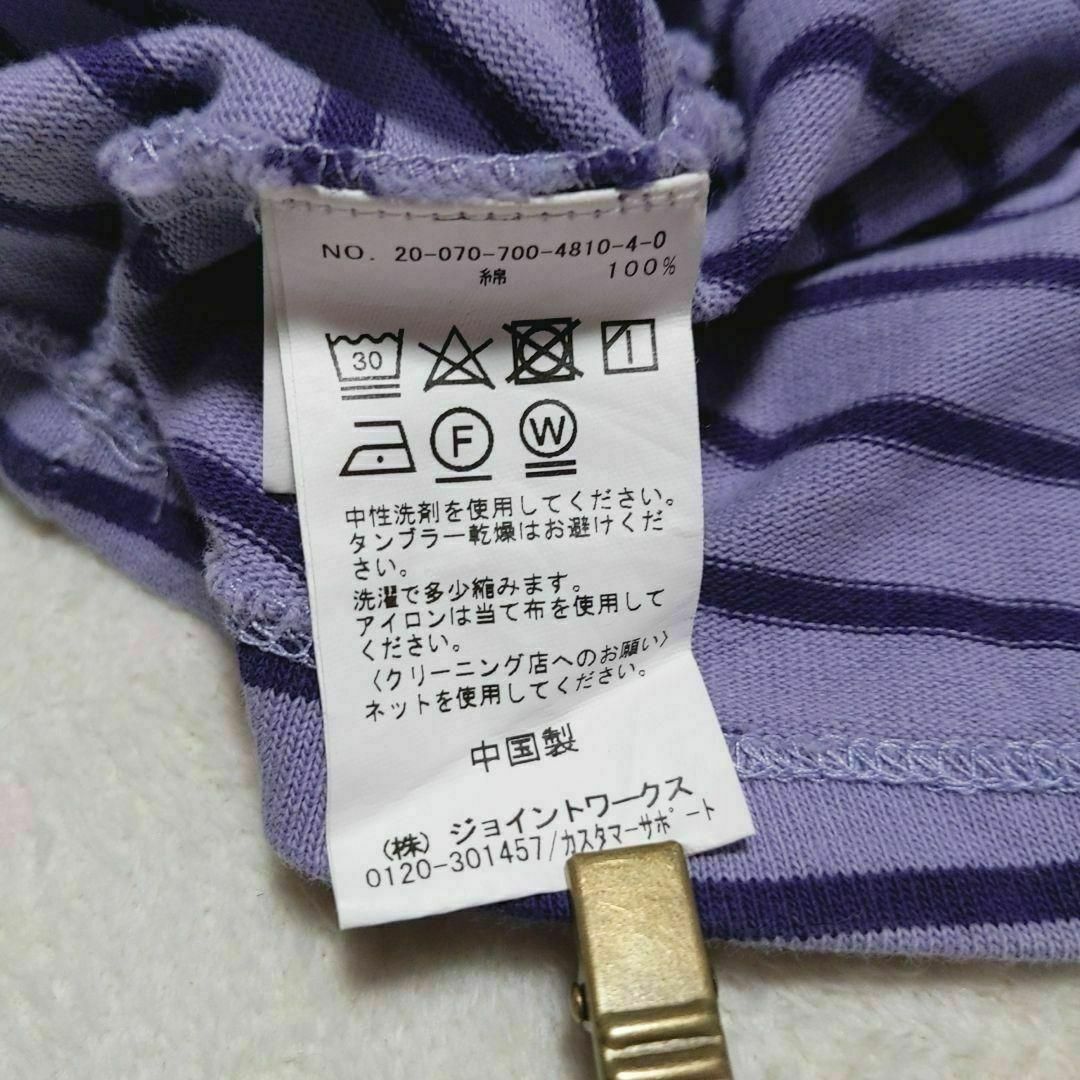 NO. 20-070-700-4810-4-0
綿 100%
30
F W
中性洗剤を使用してください。
タンブラー乾燥はお避けくだ
さい。
洗濯で多少縮みます。
アイロンは当て布を使用して
ください。
〈クリーニング店へのお願い〉
ネットを使用してください。
中国製
(株) ジョイントワークス
0120-301457/カスタマーサポート